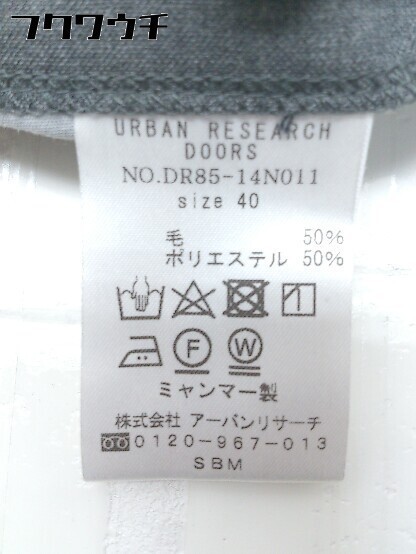 フクワウチ
URBAN RESEARCH
DOORS
NO.DR85-14N011
size 40
毛 50%
ポリエステル 50%
F W
ミャンマー製
株式会社 アーバンリサーチ
0120-967-013
SBM